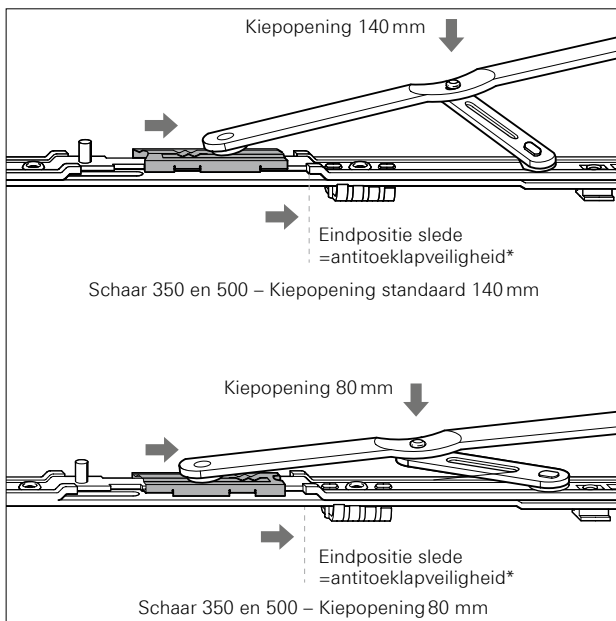 Kiepopening 140 mm
Eindpositie slede
=antitoeklapveiligheid*
Schaar 350 en 500 – Kiepopening standaard 140 mm
Kiepopening 80 mm
Eindpositie slede
=antitoeklapveiligheid*
Schaar 350 en 500 – Kiepopening 80 mm